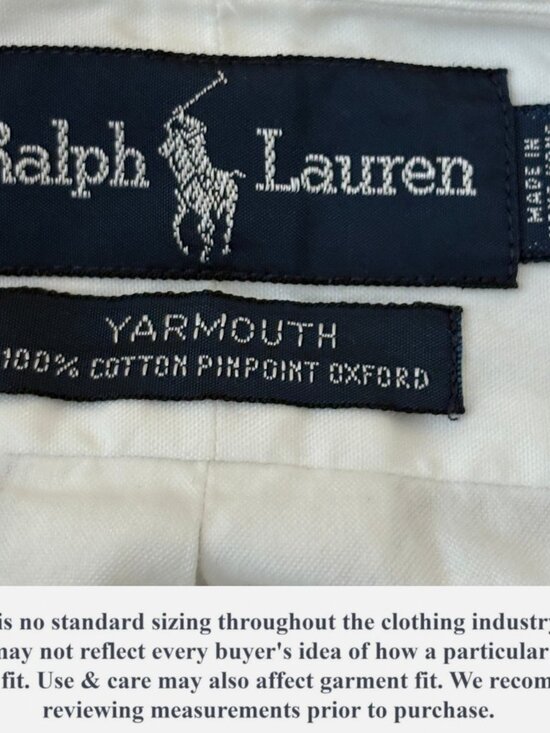 Ralph Lauren
MADE IN
YARMOUTH
100% COTTON PINPOINT OXFORD
is no standard sizing throughout the clothing industry
may not reflect every buyer's idea of how a particular
fit. Use & care may also affect garment fit. We recom
reviewing measurements prior to purchase.